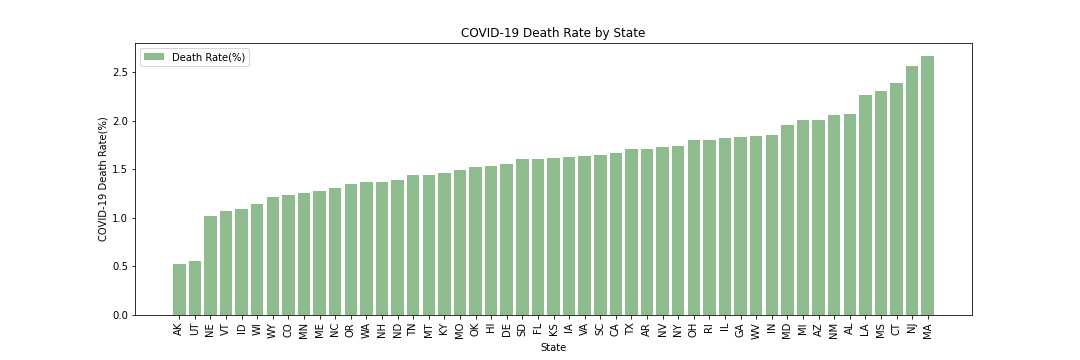 COVID-19 Death Rate by State
Death Rate(%)
COVID-19 Death Rate(%)
2.5
2.0
1.5
1.0
0.5
0.0
AK UT NE VT ID WI WY CO MN ME NC OR WA NH ND TN MT KY MO OK HI DE SD FL KS IA VA SC CA TX AR NV NY OH RI IL GA WV IN MD MI AZ NM AL LA MS CT NJ MA
State